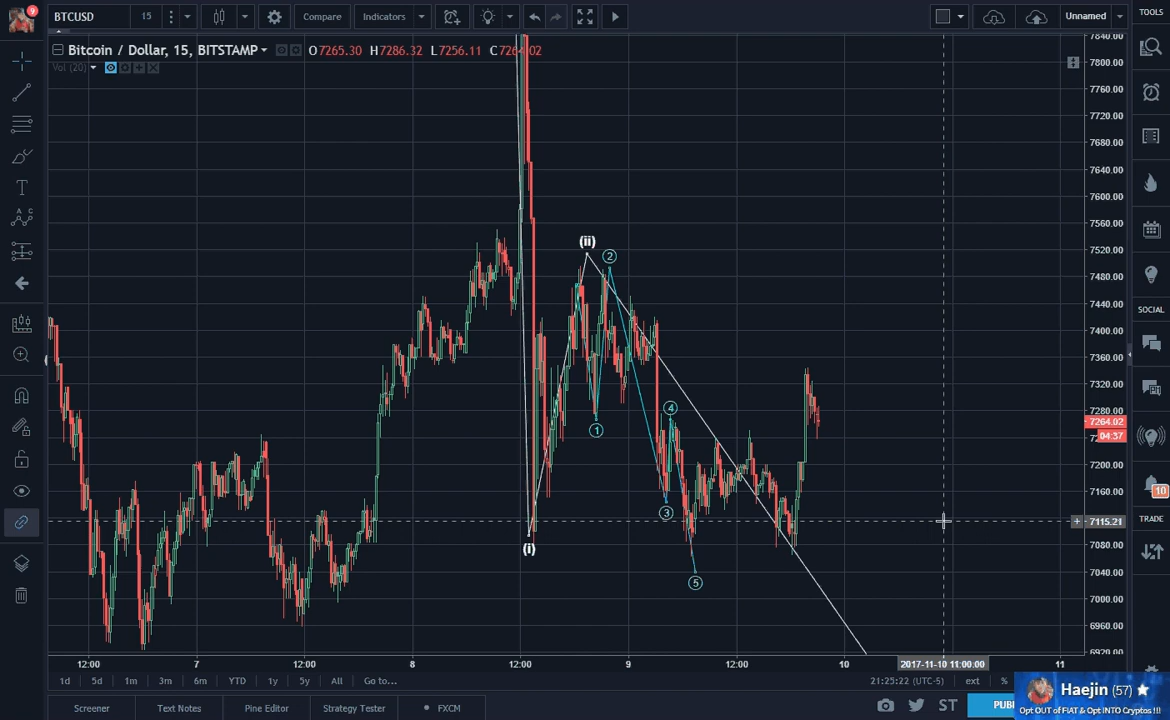 9
BTCUSD
15
Compare
Indicators
Unnamed
TOOLS
Bitcoin / Dollar, 15, BITSTAMP
O7265.30 H7286.32 L7256.11 C7264.02
Vol (20)
7840.00
7800.00
7760.00
7720.00
7680.00
7640.00
7600.00
7560.00
7520.00
7480.00
7440.00
7400.00
7360.00
7320.00
7280.00
7264.02
04:37
7200.00
7160.00
7115.21
7080.00
7040.00
7000.00
6960.00
6920.00
(ii)
2
1
4
3
(i)
5
SOCIAL
10
TRADE
12:00 7 12:00 8 12:00 9 12:00 10 2017-11-10 11:00:00 11
1d 5d 1m 3m 6m YTD 1y 5y All Go to... 21:25:22 (UTC-5) ext %
Screener Text Notes Pine Editor Strategy Tester FXCM ST PUB
Haejin (57)
Opt OUT of FIAT & Opt INTO Cryptos !!!